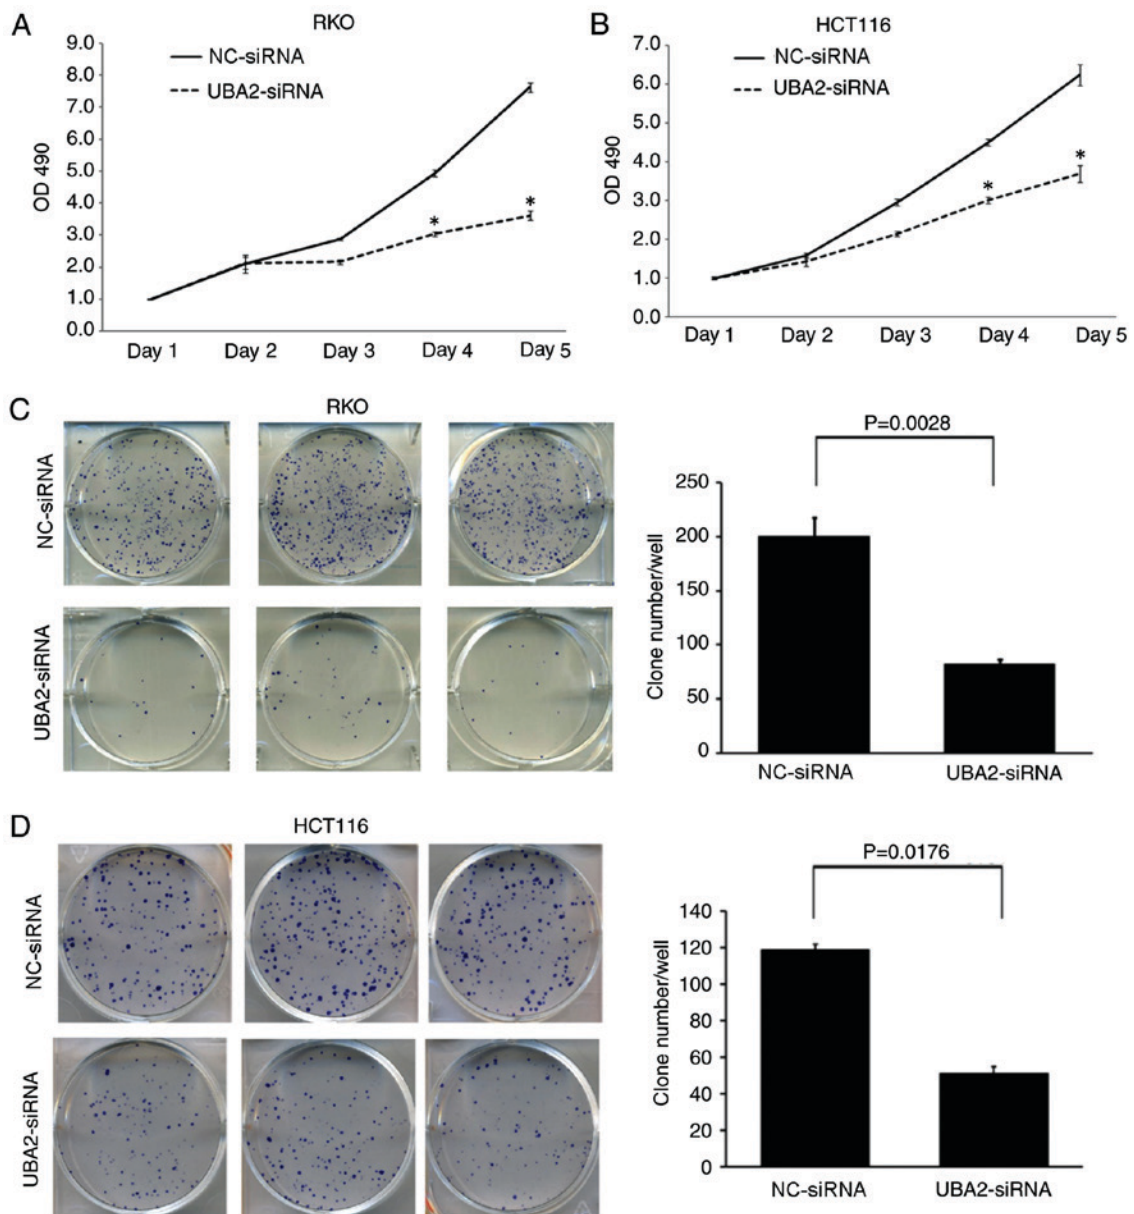 A
RKO
9.0
8.0
7.0
6.0
5.0
4.0
3.0
2.0
1.0
0.0
OD 490
NC-siRNA
UBA2-siRNA
*
*
Day 1 Day 2 Day 3 Day 4 Day 5
B
HCT116
7.0
6.0
5.0
4.0
3.0
2.0
1.0
0.0
OD 490
NC-siRNA
UBA2-siRNA
*
*
Day 1 Day 2 Day 3 Day 4 Day 5
C
RKO
NC-siRNA
UBA2-siRNA
P=0.0028
250
200
150
100
50
0
Clone number/well
NC-siRNA UBA2-siRNA
D
HCT116
NC-siRNA
UBA2-siRNA
P=0.0176
140
120
100
80
60
40
20
0
Clone number/well
NC-siRNA UBA2-siRNA